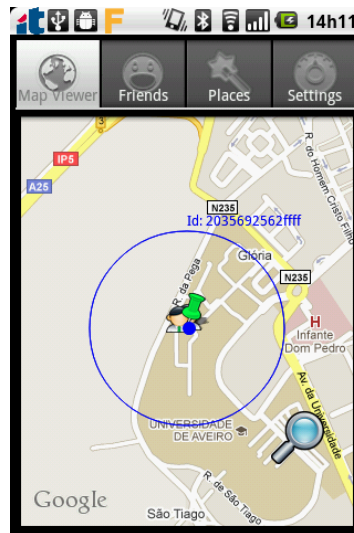 it F 14h11
Map Viewer Friends Places Settings
IP5
A25
N235
Id: 2035692562ffff
R. do Homem Cristo Filho
Glória
R. da Pega
N235
H
Infante
Dom Pedro
Av. da Universidade
UNIVERSIDADE
DE AVEIRO
R. de São Tiago
São Tiago
Google